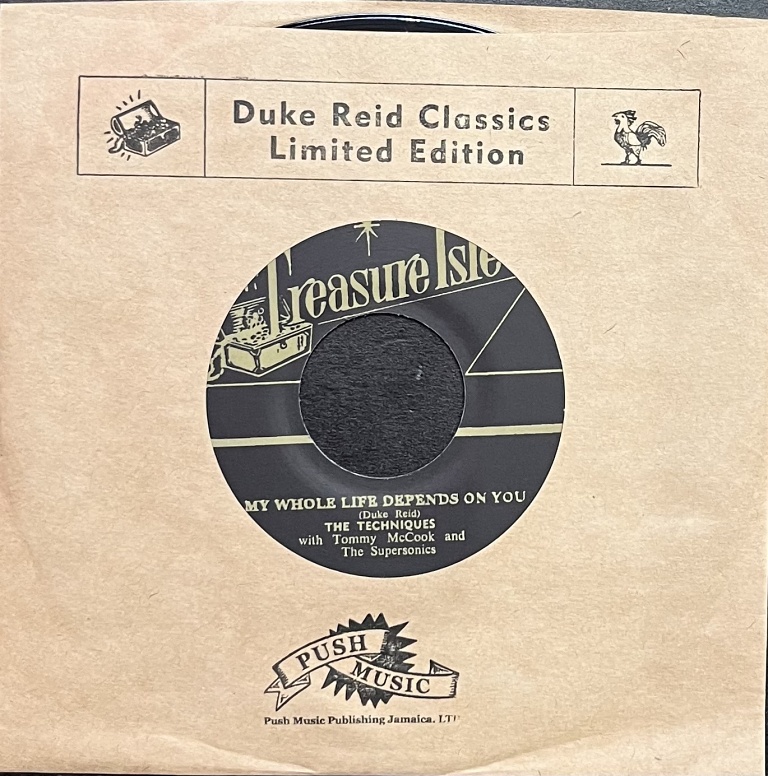 Duke Reid Classics
Limited Edition
Treasure Isle
MY WHOLE LIFE DEPENDS ON YOU
(Duke Reid)
THE TECHNIQUES
with Tommy McCook and
The Supersonics
PUSH
MUSIC
Push Music Publishing Jamaica.